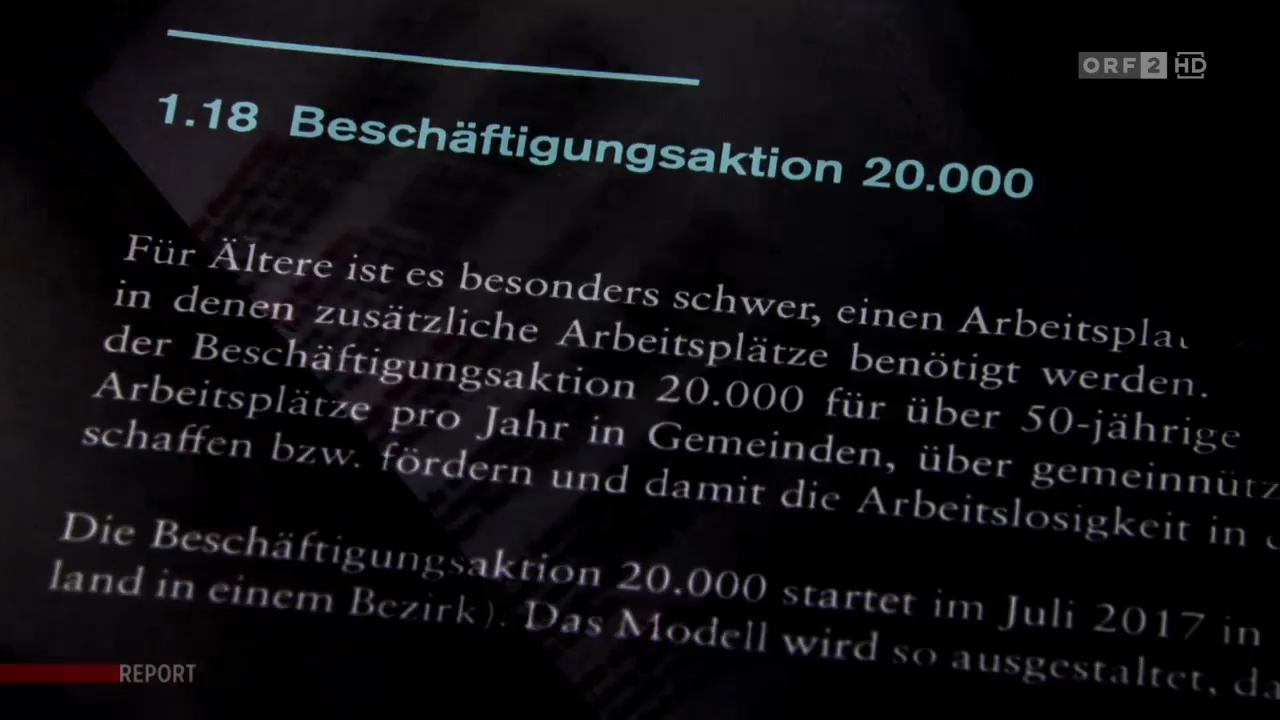 ORF 2 HD
1.18 Beschäftigungsaktion 20.000
Für Ältere ist es besonders schwer, einen
in denen zusätzliche Arbeitsplätze benötigt werden.
der Beschäftigungsaktion 20.000 für über 50-jährige
Arbeitsplätze pro Jahr in Gemeinden, über
schaffen bzw. fördern und damit die Arbeitslosigkeit in
Die Beschäftigungsaktion 20.000 startet im Juli 2017 in
land in einem Bezirk). Das Modell wird so ausgestaltet,
REPORT